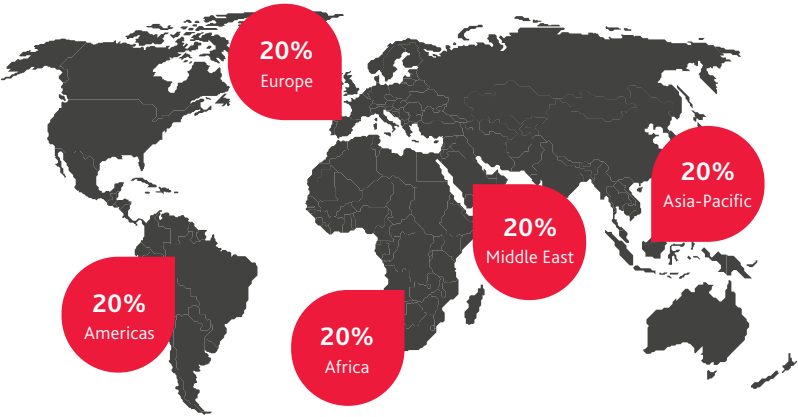 20%
Europe
20%
Asia-Pacific
20%
Middle East
20%
Americas
20%
Africa